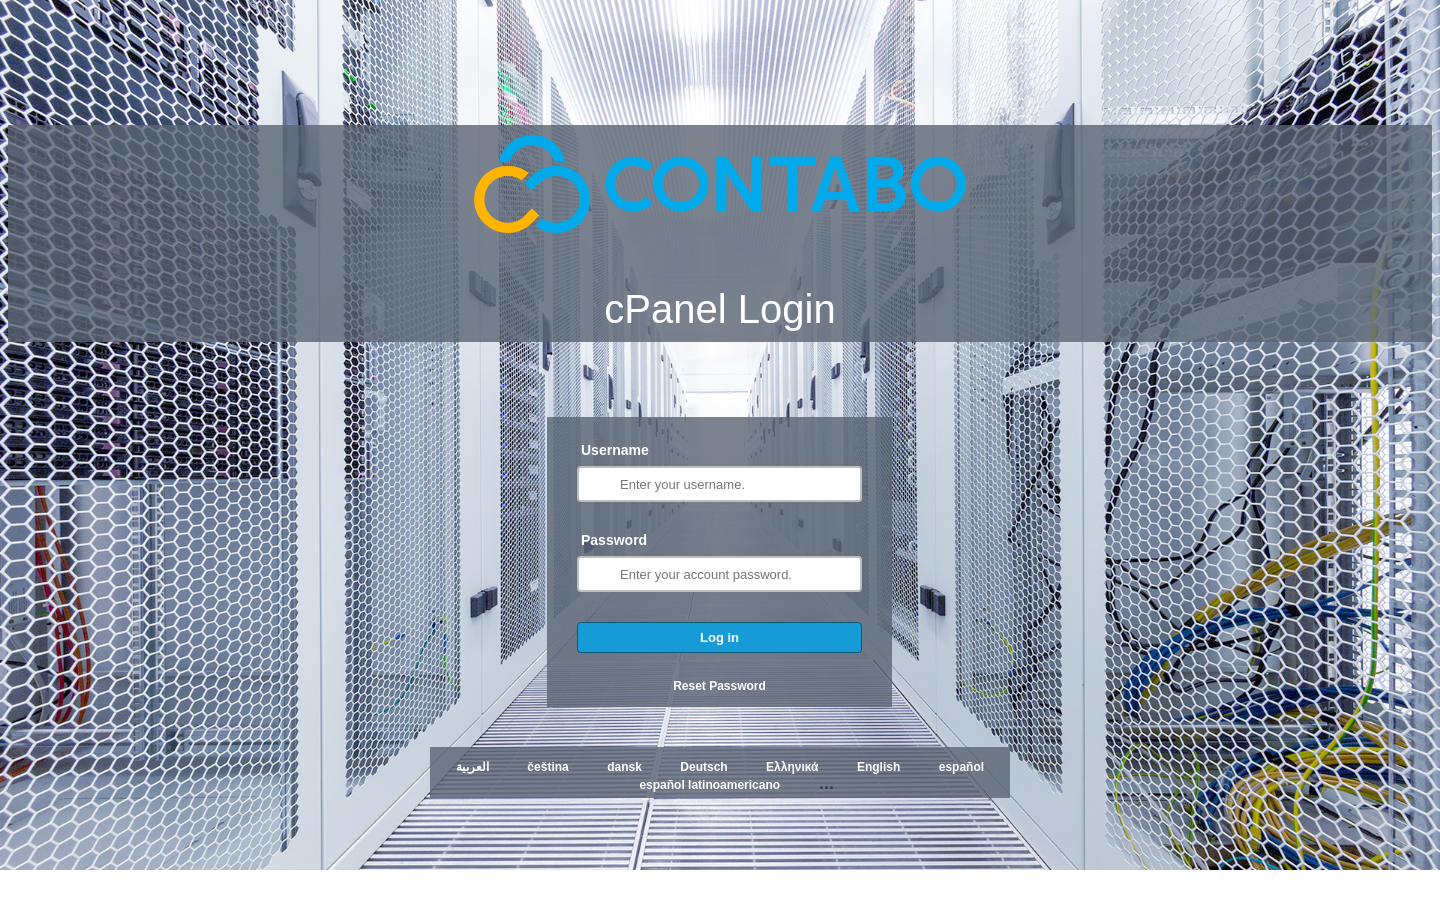 CONTABO
cPanel Login
Username
Enter your username.
Password
Enter your account password.
Log in
Reset Password
العربية čeština dansk Deutsch Ελληνικά English español
español latinoamericano ...